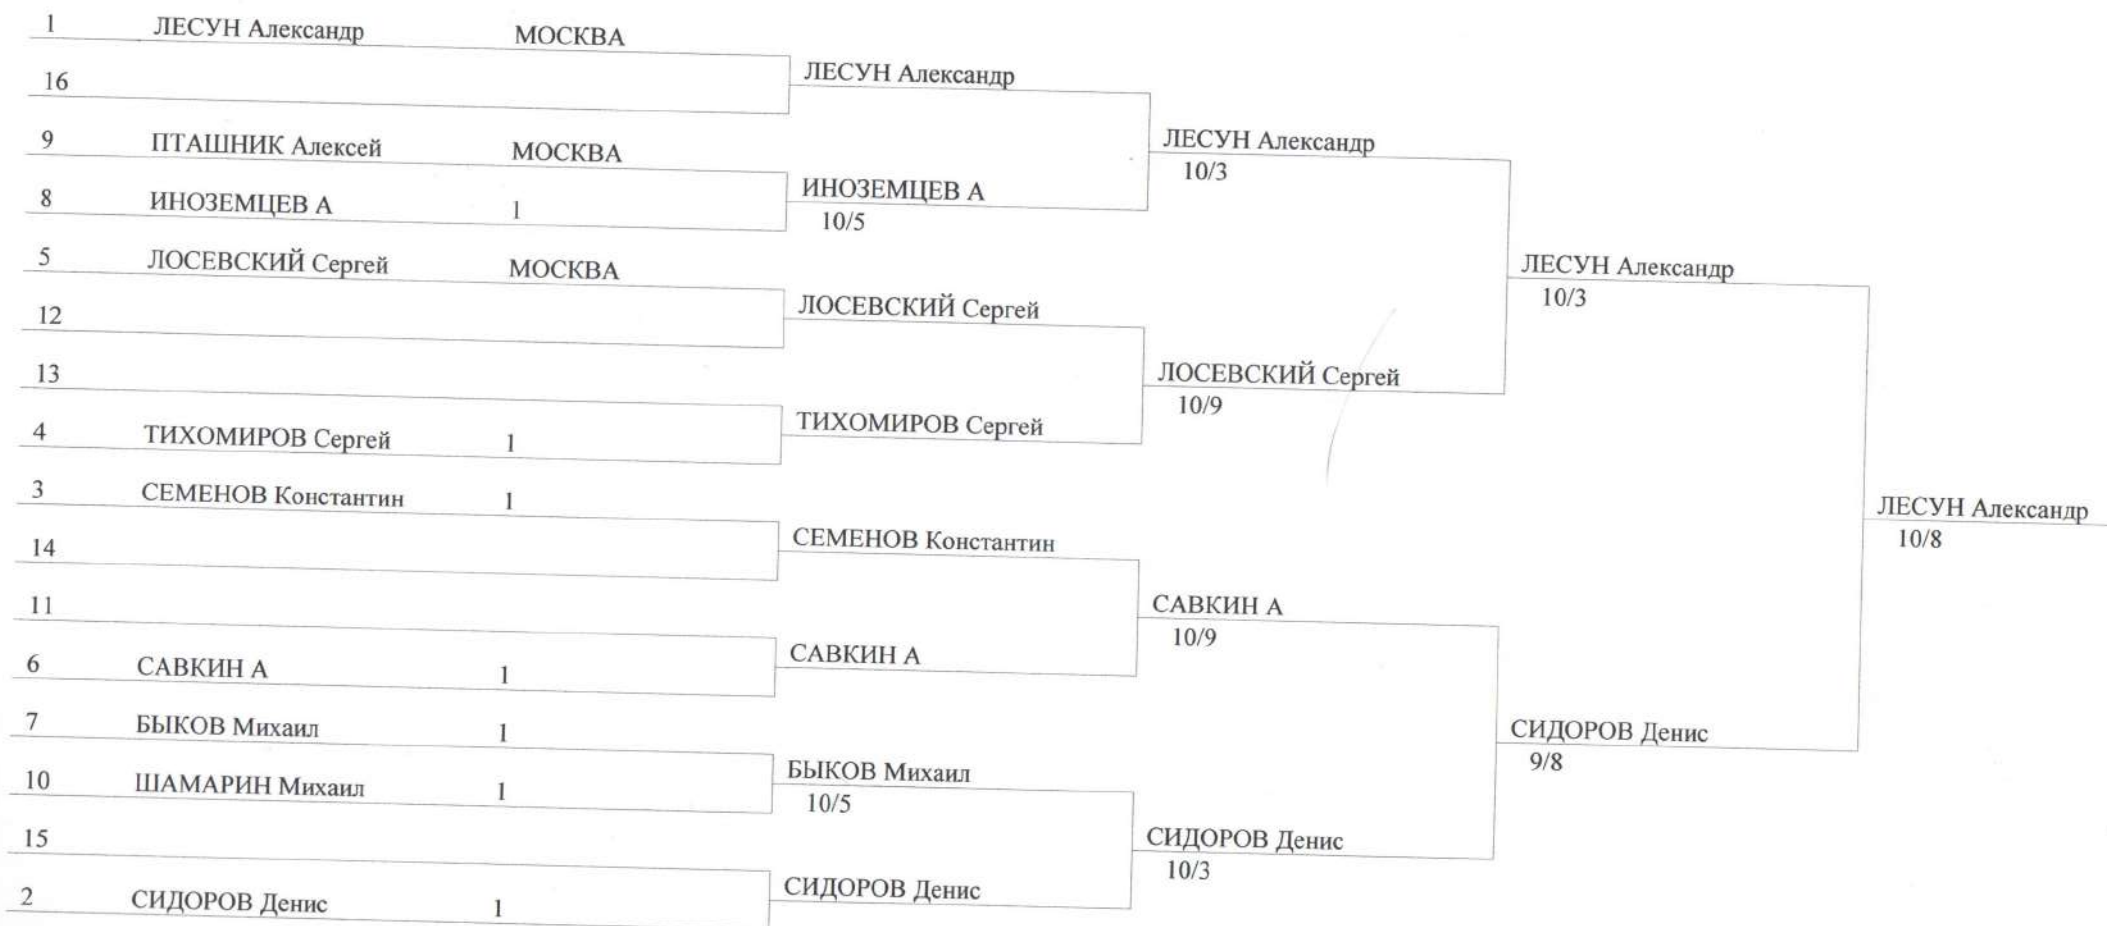 1 ЛЕСУН Александр МОСКВА
16
ЛЕСУН Александр
9 ПТАШНИК Алексей МОСКВА
ЛЕСУН Александр
10/3
8 ИНОЗЕМЦЕВ А 1
ИНОЗЕМЦЕВ А
10/5
5 ЛОСЕВСКИЙ Сергей МОСКВА
ЛЕСУН Александр
10/3
12
ЛОСЕВСКИЙ Сергей
13
ЛОСЕВСКИЙ Сергей
10/9
4 ТИХОМИРОВ Сергей 1
ТИХОМИРОВ Сергей
3 СЕМЕНОВ Константин 1
ЛЕСУН Александр
10/8
14
СЕМЕНОВ Константин
11
САВКИН А
10/9
6 САВКИН А 1
САВКИН А
7 БЫКОВ Михаил 1
СИДОРОВ Денис
9/8
10 ШАМАРИН Михаил 1
БЫКОВ Михаил
10/5
15
СИДОРОВ Денис
10/3
2 СИДОРОВ Денис 1
СИДОРОВ Денис